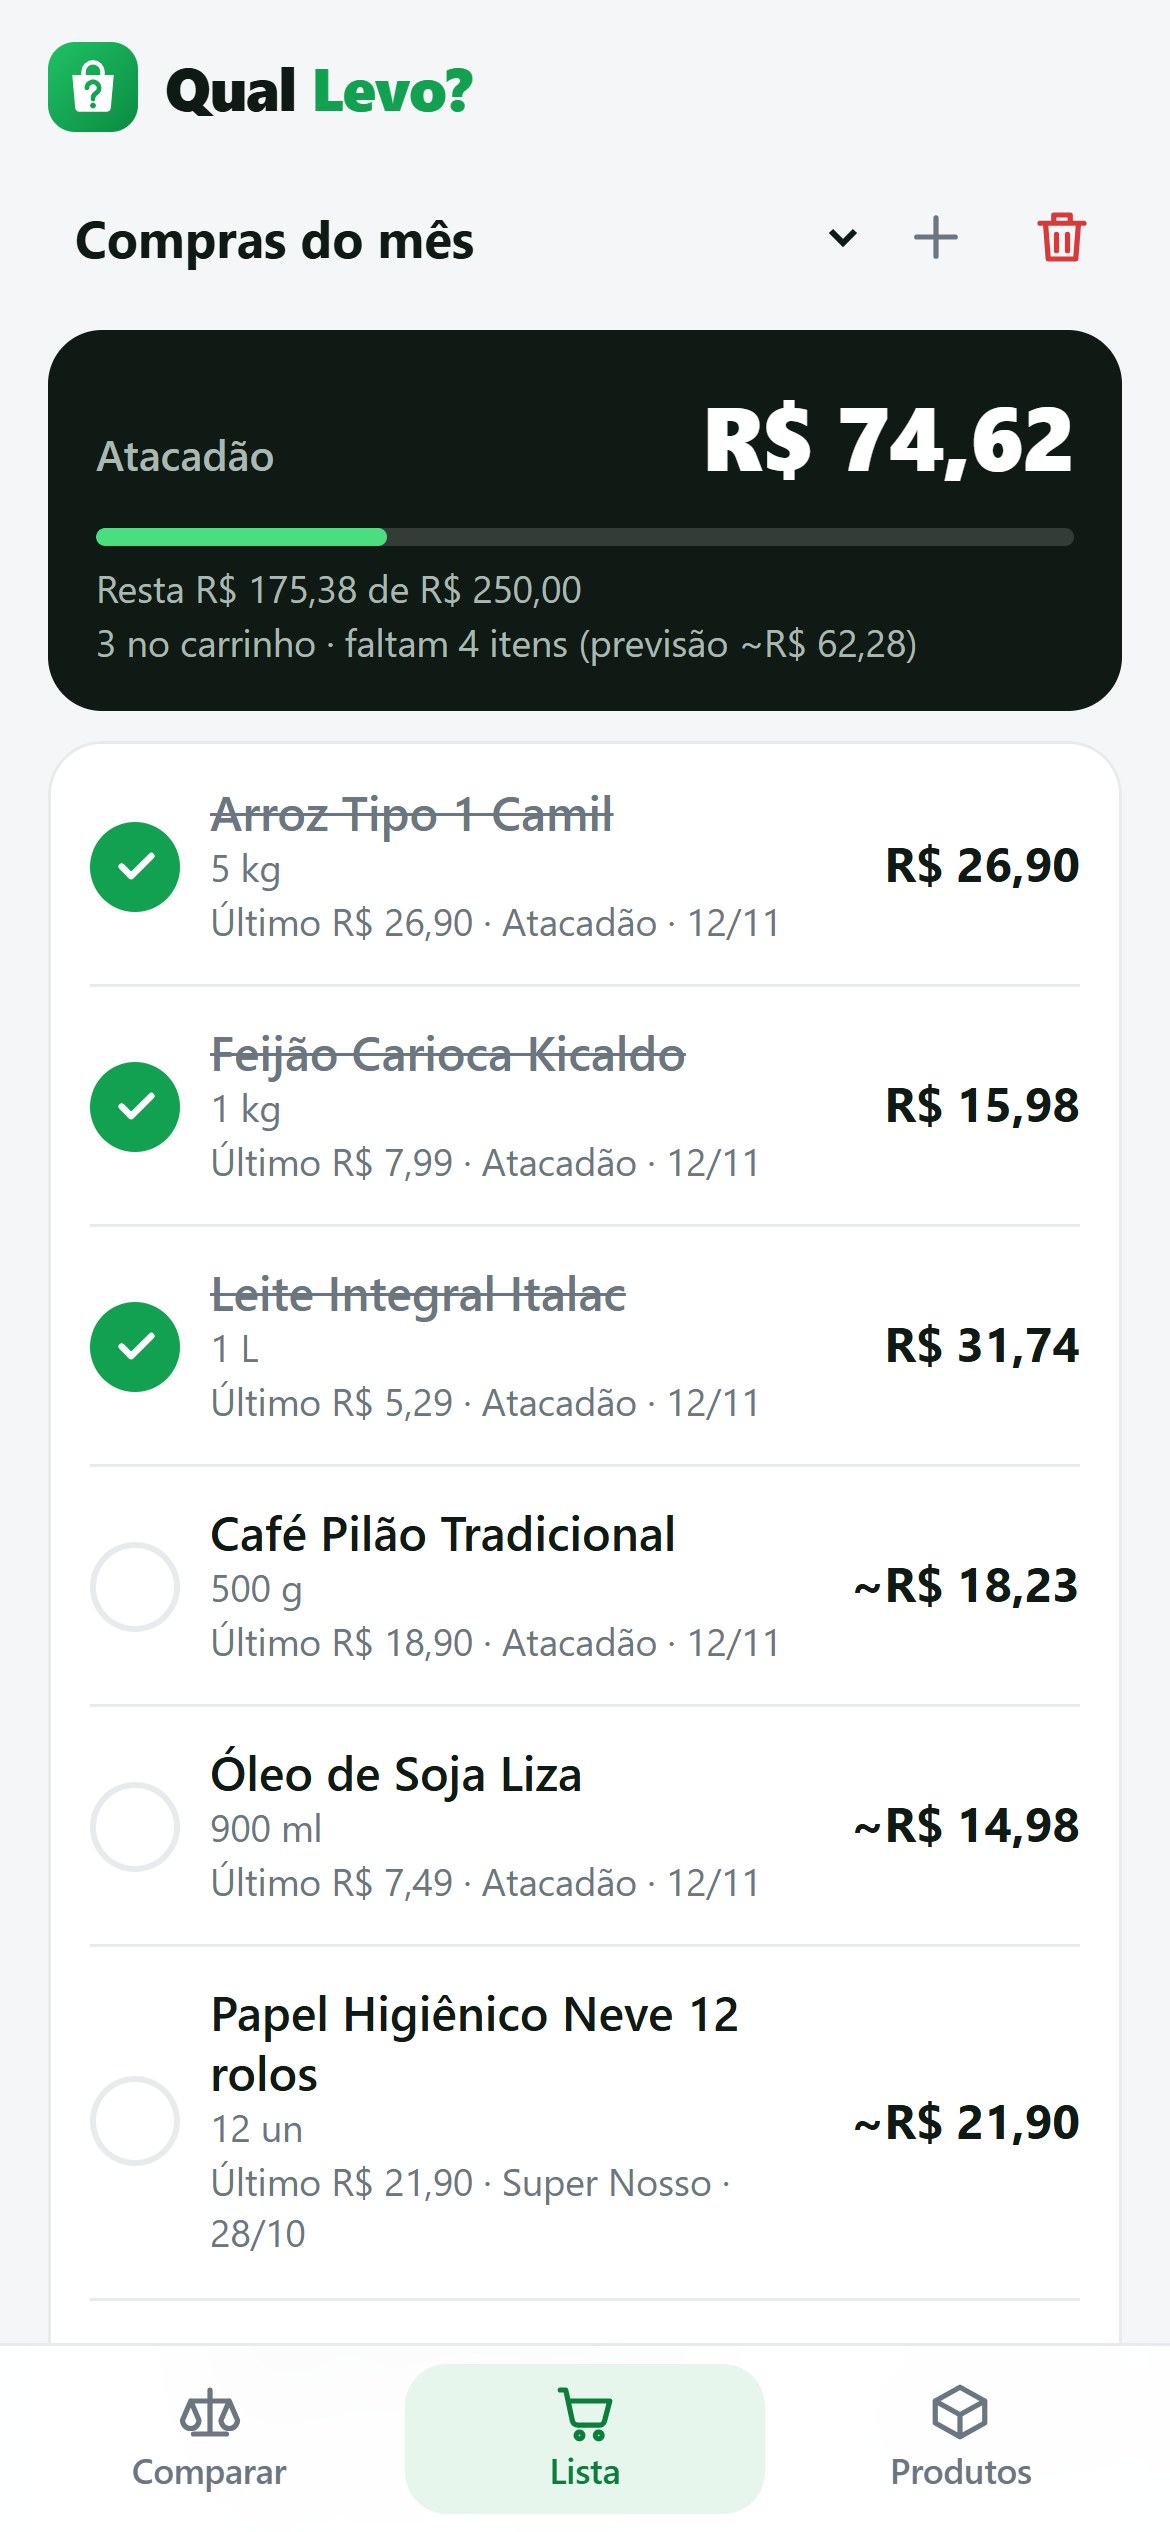 Qual Levo?
Compras do mês
Atacadão
R$ 74,62
Resta R$ 175,38 de R$ 250,00
3 no carrinho · faltam 4 itens (previsão ~R$ 62,28)
Arroz Tipo 1 Camil
5 kg
R$ 26,90
Último R$ 26,90 · Atacadão · 12/11
Feijão Carioca Kicaldo
1 kg
R$ 15,98
Último R$ 7,99 · Atacadão · 12/11
Leite Integral Italac
1 L
R$ 31,74
Último R$ 5,29 · Atacadão · 12/11
Café Pilão Tradicional
500 g
~R$ 18,23
Último R$ 18,90 · Atacadão · 12/11
Óleo de Soja Liza
900 ml
~R$ 14,98
Último R$ 7,49 · Atacadão · 12/11
Papel Higiênico Neve 12
rolos
12 un
~R$ 21,90
Último R$ 21,90 · Super Nosso ·
28/10
Comparar
Lista
Produtos